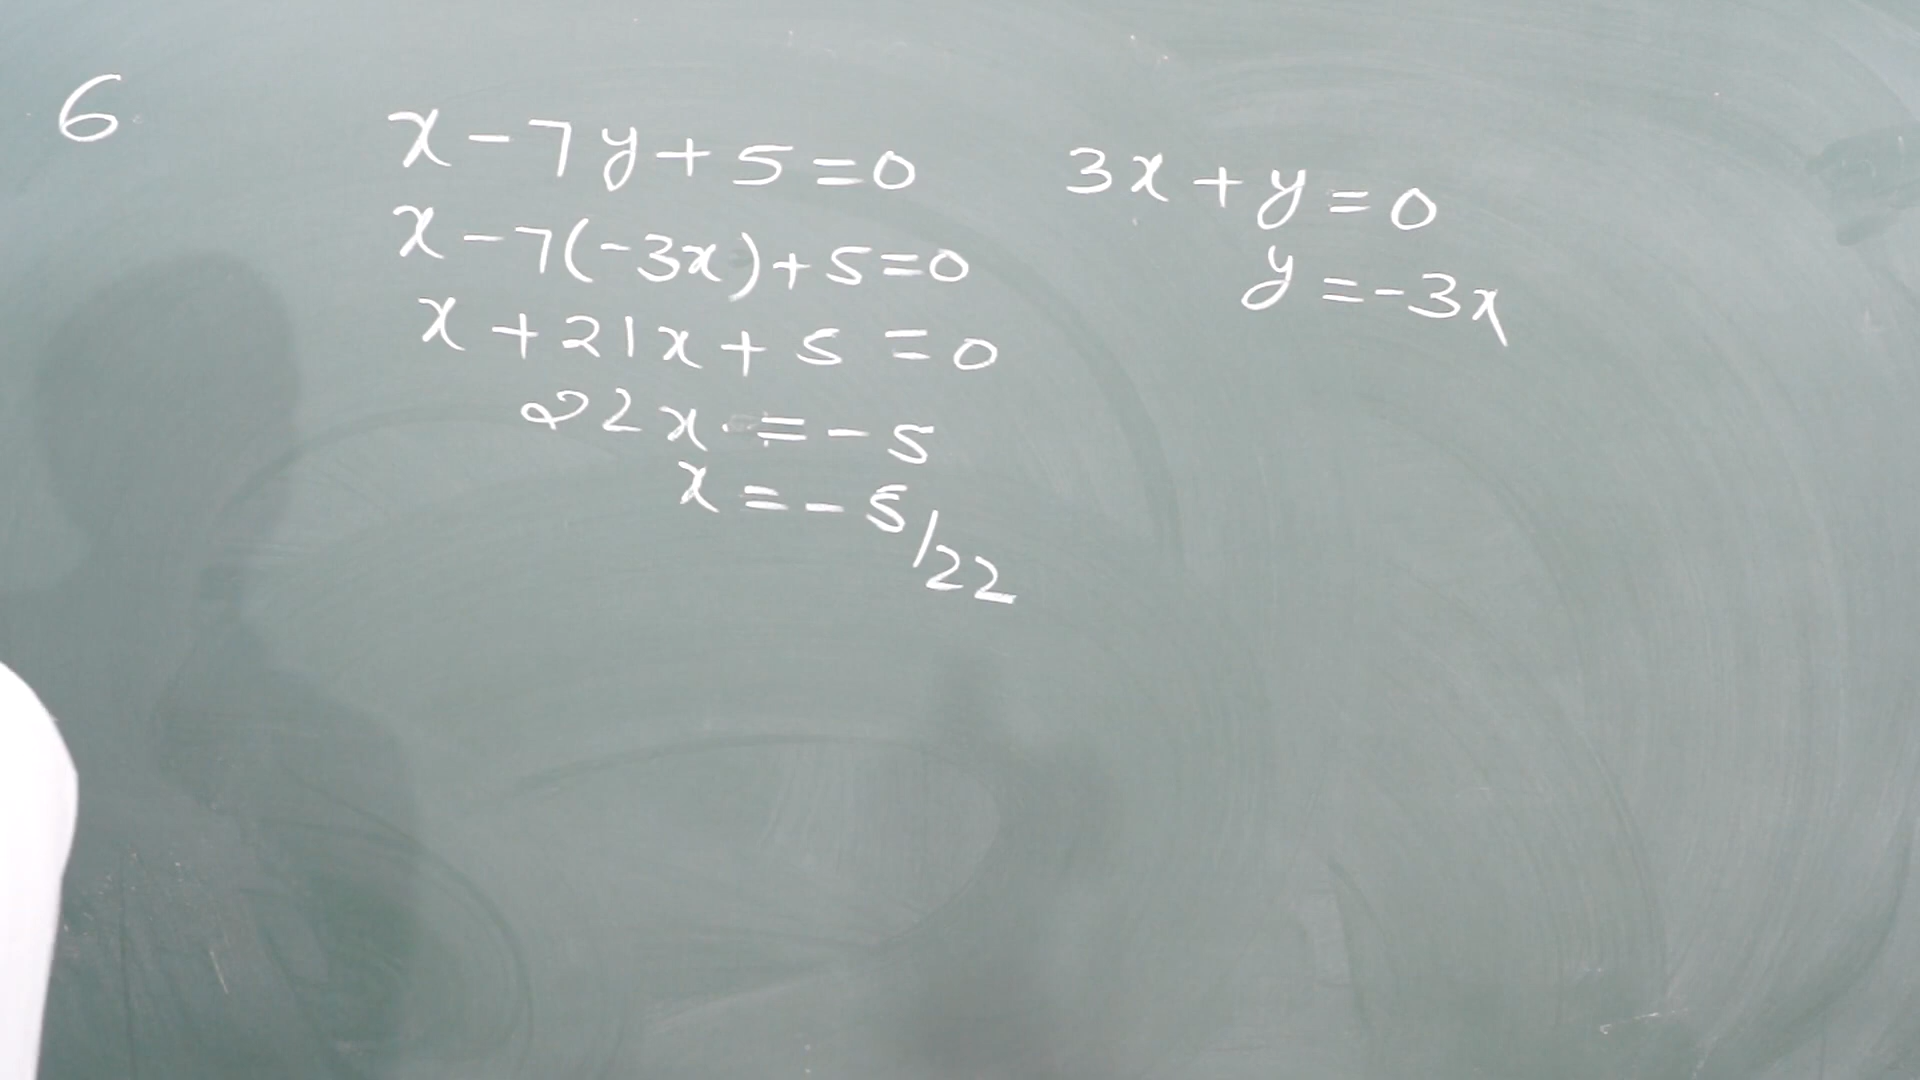 6
x - 7y + 5 = 0    3x + y = 0
x - 7(-3x) + 5 = 0    y = -3x
x + 21x + 5 = 0
22x = -5
x = -5/22